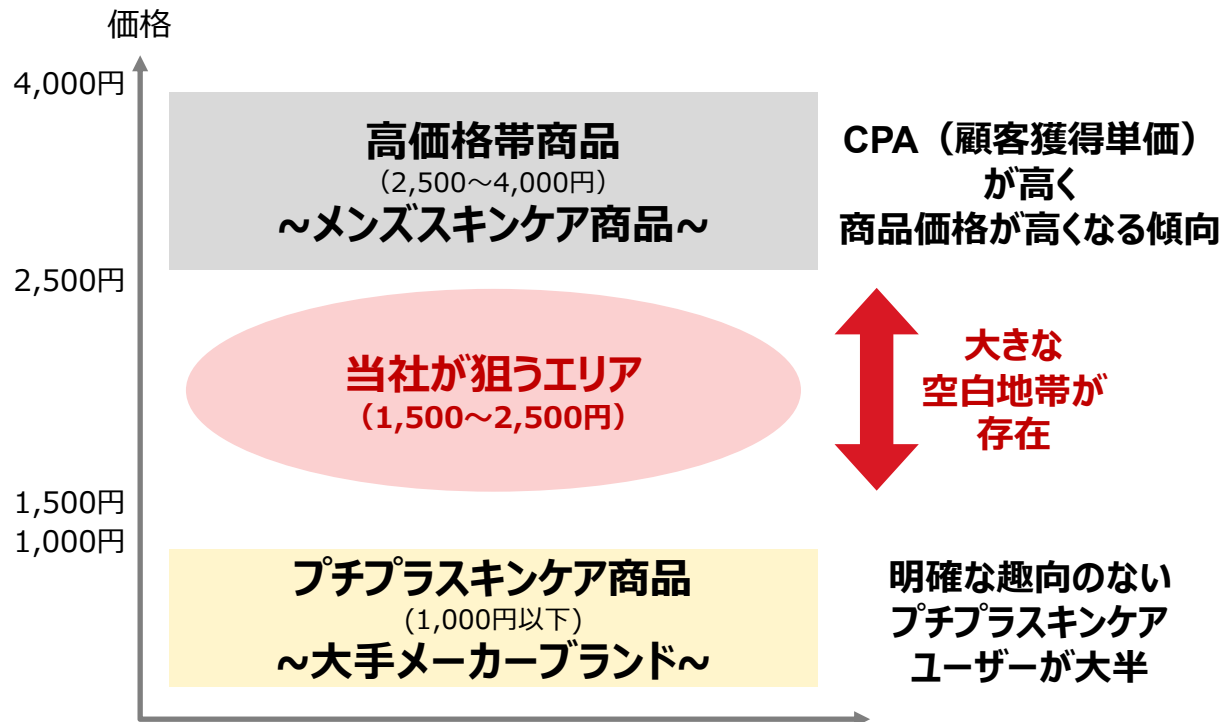 価格
4,000円
高価格帯商品
（2,500～4,000円）
~メンズスキンケア商品~
CPA（顧客獲得単価）
が高く
商品価格が高くなる傾向
2,500円
当社が狙うエリア
（1,500～2,500円）
大きな
空白地帯が
存在
1,500円
1,000円
プチプラスキンケア商品
(1,000円以下)
~大手メーカーブランド~
明確な趣向のない
プチプラスキンケア
ユーザーが大半